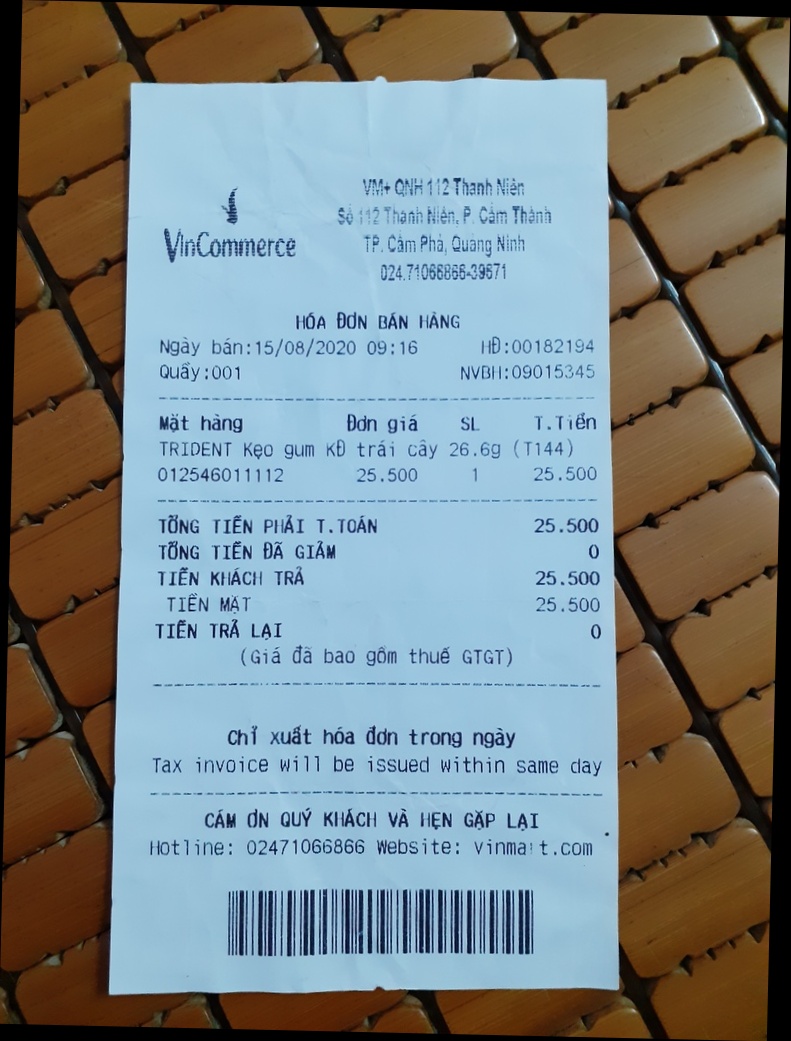 VinCommerce
VM+ QNH 112 Thanh Niên
Số 112 Thanh Niên, P. Cẩm Thành
TP. Cẩm Phả, Quảng Ninh
024.71066866-39671
HÓA ĐƠN BÁN HÀNG
Ngày bán:15/08/2020 09:16 HĐ:00182194
Quầy:001 NVBH:09015345
Mặt hàng Đơn giá SL T.Tiền
TRIDENT Kẹo gum KĐ trái cây 26.6g (T144)
012546011112 25.500 1 25.500
TỔNG TIỀN PHẢI T.TOÁN 25.500
TỔNG TIỀN ĐÃ GIẢM 0
TIỀN KHÁCH TRẢ 25.500
TIỀN MẶT 25.500
TIỀN TRẢ LẠI 0
(Giá đã bao gồm thuế GTGT)
Chỉ xuất hóa đơn trong ngày
Tax invoice will be issued within same day
CÁM ƠN QUÝ KHÁCH VÀ HẸN GẶP LẠI
Hotline: 02471066866 Website: vinmart.com